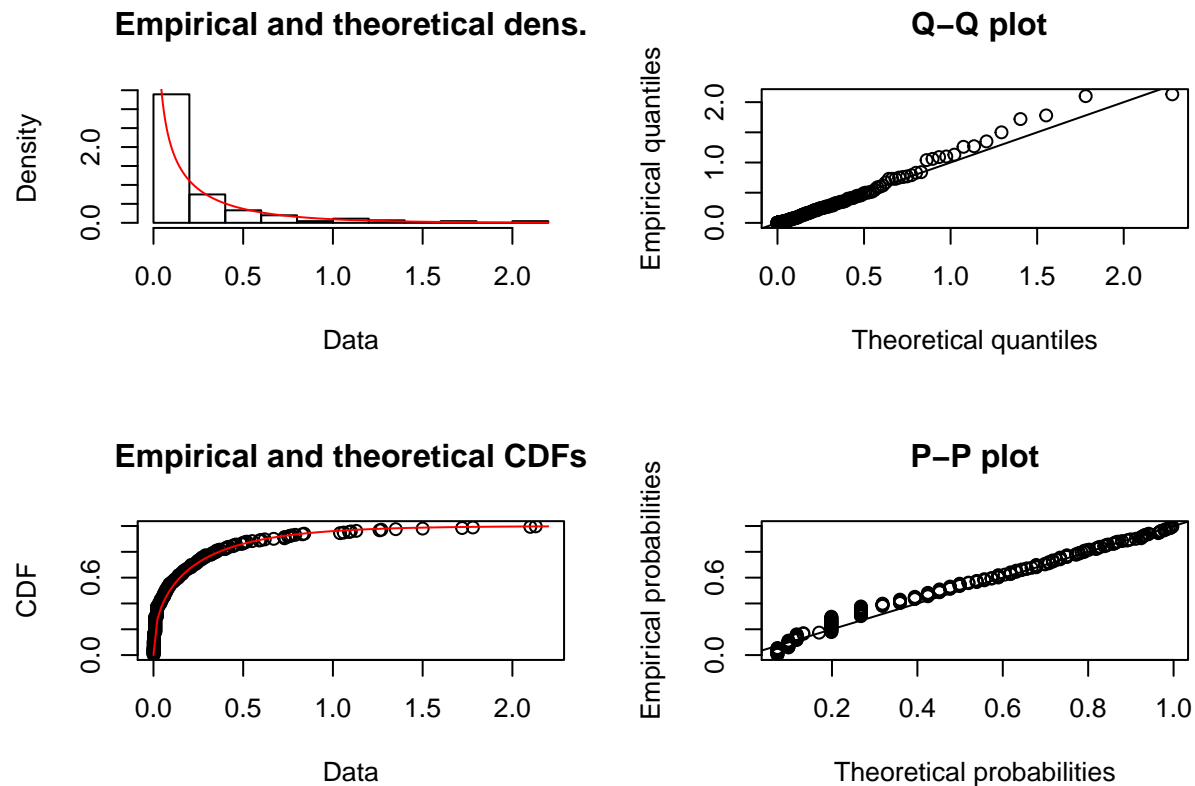 Empirical and theoretical dens.
Density
0.0 2.0
0.0 0.5 1.0 1.5 2.0
Data
Q−Q plot
Empirical quantiles
0.0 1.0 2.0
0.0 0.5 1.0 1.5 2.0
Theoretical quantiles
Empirical and theoretical CDFs
CDF
0.0 0.6
0.0 0.5 1.0 1.5 2.0
Data
P−P plot
Empirical probabilities
0.0 0.6
0.2 0.4 0.6 0.8 1.0
Theoretical probabilities